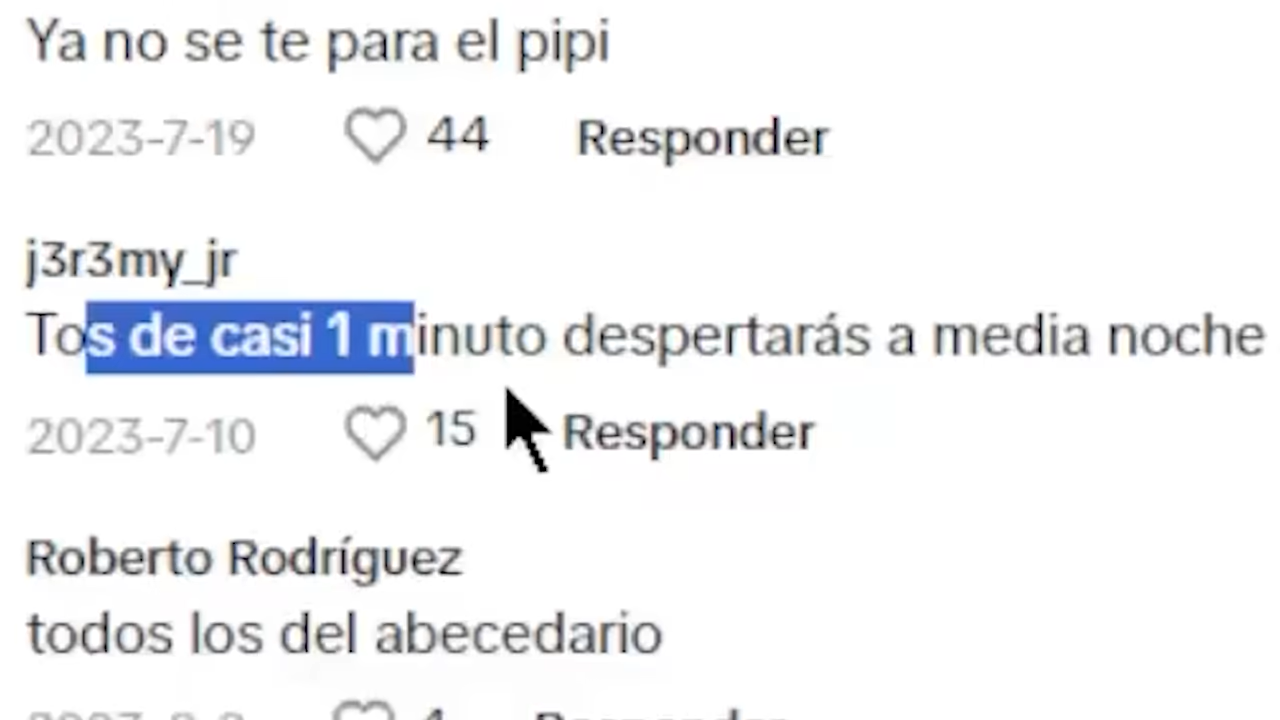 Ya no se te para el pipi
2023-7-19 44 Responder
j3r3my_jr
Tos de casi 1 minuto despertarás a media noche
2023-7-10 15 Responder
Roberto Rodríguez
todos los del abecedario
Responder